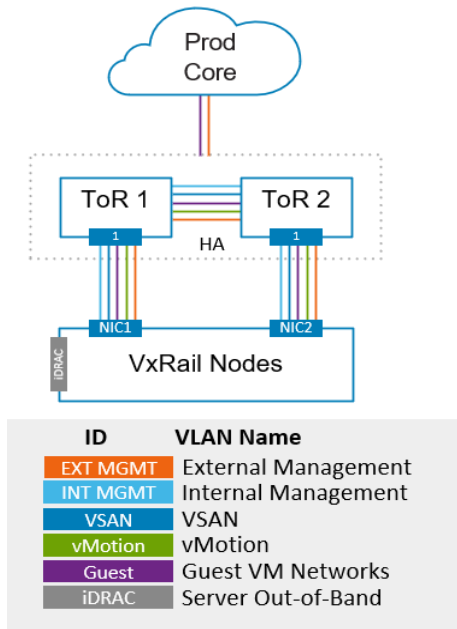 Prod
Core
ToR 1
ToR 2
1
1
HA
NIC1
NIC2
iDRAC
VxRail Nodes
ID VLAN Name
EXT MGMT External Management
INT MGMT Internal Management
VSAN VSAN
vMotion vMotion
Guest Guest VM Networks
iDRAC Server Out-of-Band